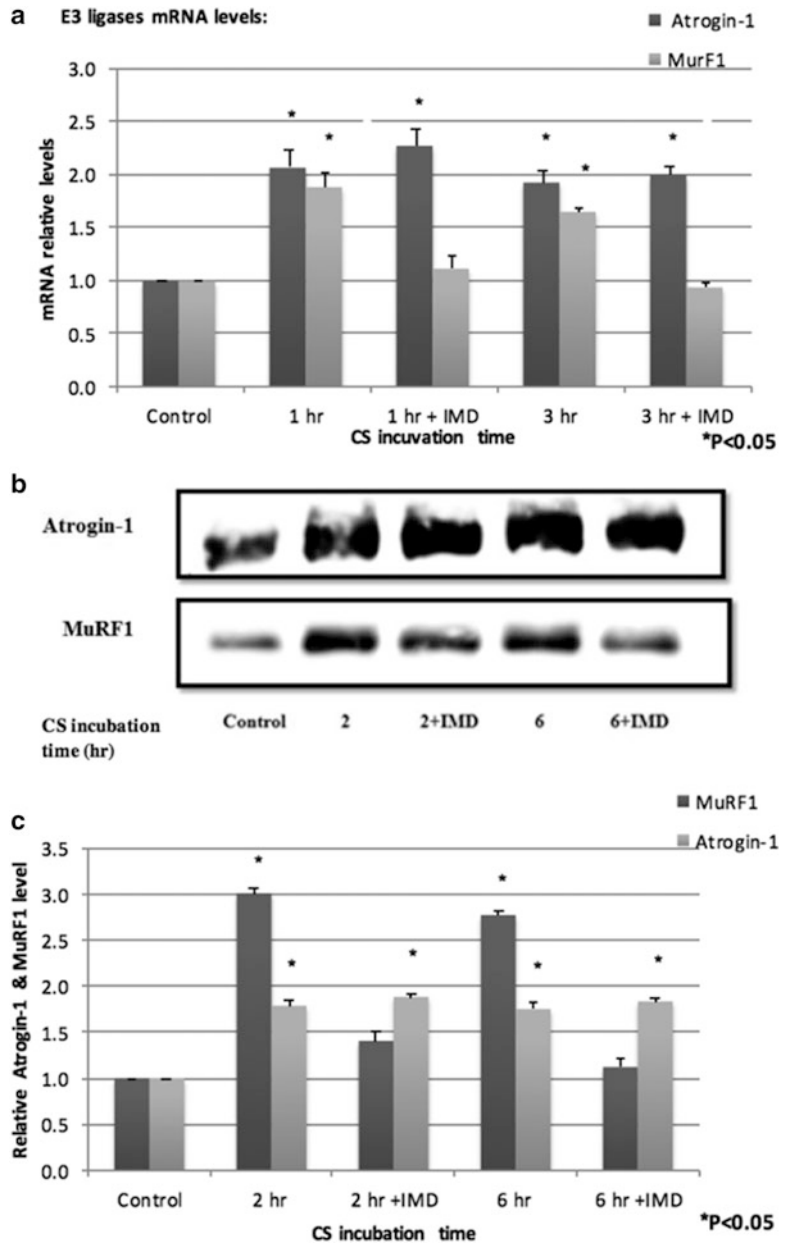 a
E3 ligases mRNA levels:
Atrogin-1
MurF1
3.0
2.5
2.0
1.5
1.0
0.5
0.0
mRNA relative levels
* * * * * *
Control 1 hr 1 hr + IMD 3 hr 3 hr + IMD
CS incuvation time
*P<0.05
b
Atrogin-1
MuRF1
CS incubation time (hr)
Control 2 2+IMD 6 6+IMD
c
MuRF1
Atrogin-1
3.5
3.0
2.5
2.0
1.5
1.0
0.5
0.0
Relative Atrogin-1 & MuRF1 level
* * * * * *
Control 2 hr 2 hr +IMD 6 hr 6 hr +IMD
CS incubation time
*P<0.05